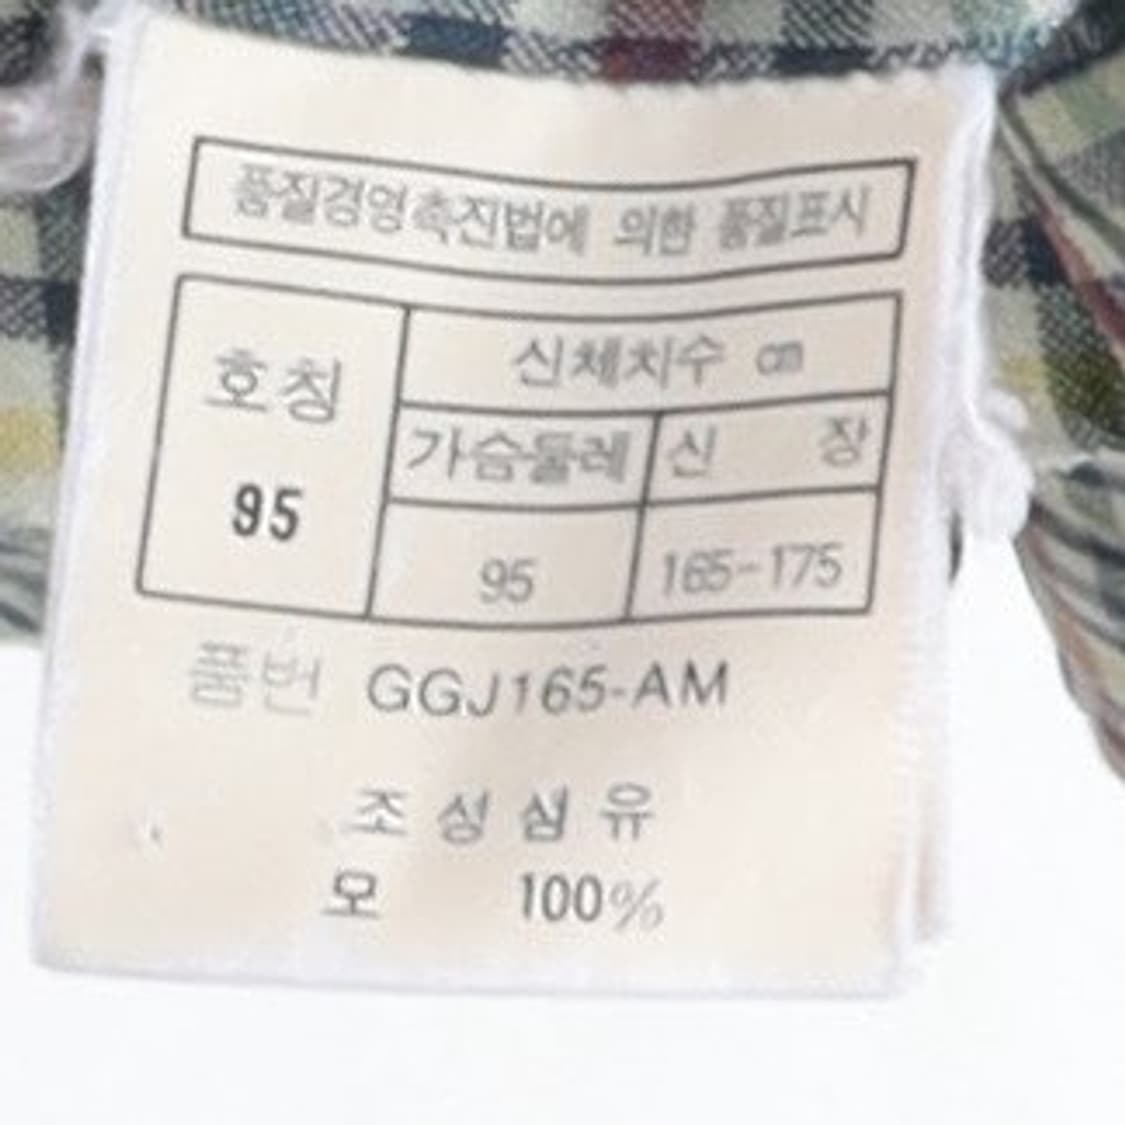 품질경영촉진법에 의한 품질표시
호칭
95
신체치수 ㎝
가슴둘레 신 장
95 165-175
품번 GGJ165-AM
조성섬유
모 100%